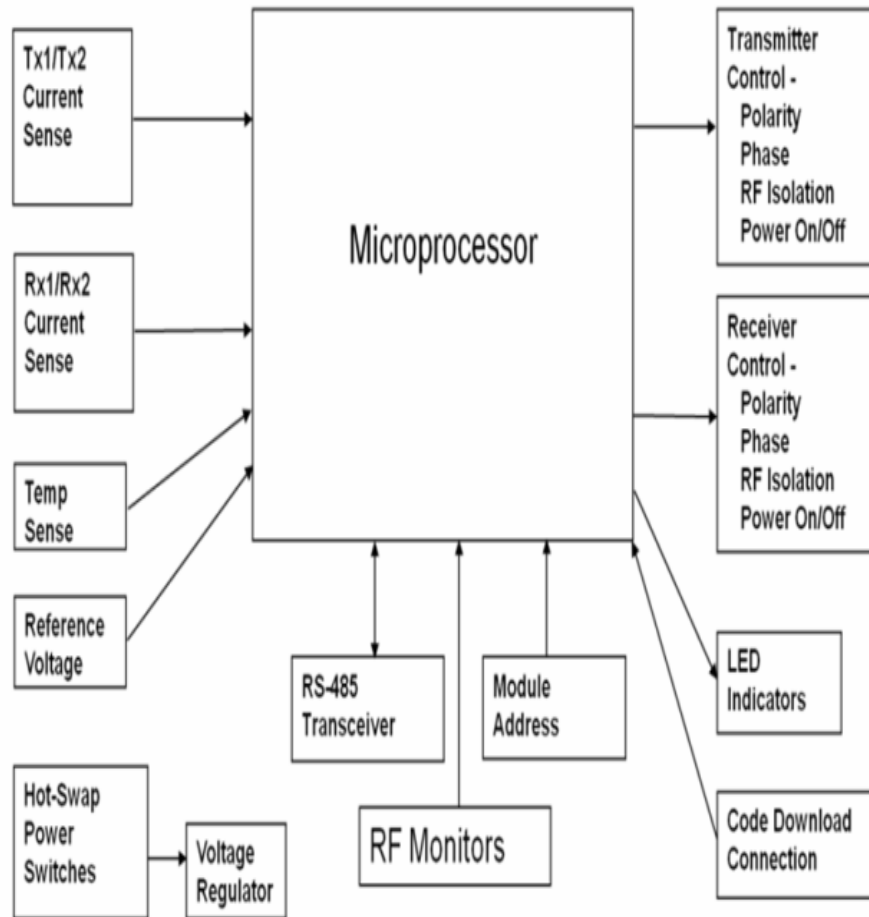 Tx1/Tx2
Current
Sense
Rx1/Rx2
Current
Sense
Temp
Sense
Reference
Voltage
Hot-Swap
Power
Switches
Voltage
Regulator
Microprocessor
RS-485
Transceiver
RF Monitors
Module
Address
Transmitter
Control -
Polarity
Phase
RF Isolation
Power On/Off
Receiver
Control -
Polarity
Phase
RF Isolation
Power On/Off
LED
Indicators
Code Download
Connection